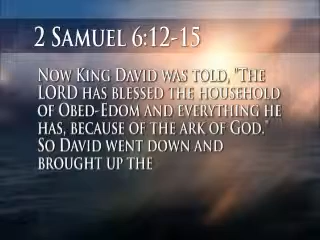 2 Samuel 6:12-15
Now King David was told, "The
LORD has blessed the household
of Obed-Edom and everything he
has, because of the ark of God."
So David went down and
brought up the